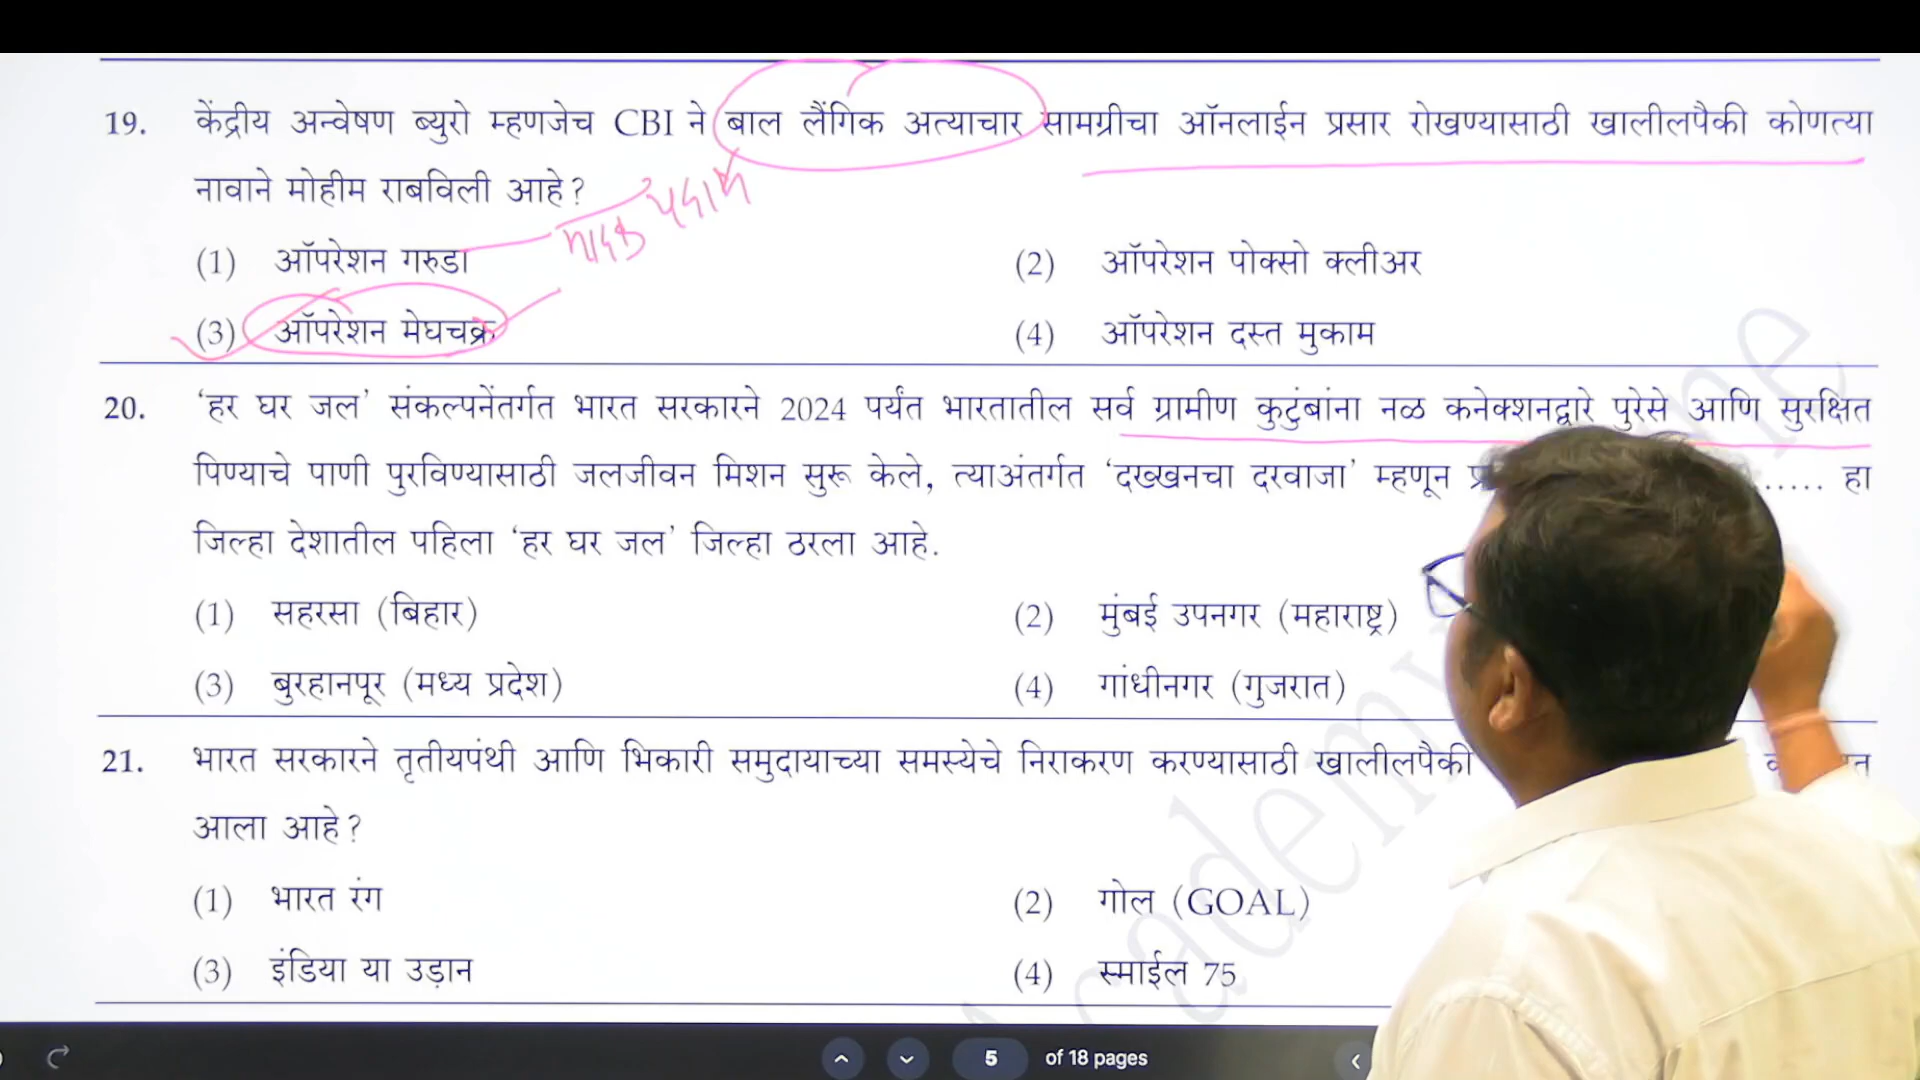 19. केंद्रीय अन्वेषण ब्युरो म्हणजेच CBI ने बाल लैंगिक अत्याचार सामग्रीचा ऑनलाईन प्रसार रोखण्यासाठी खालीलपैकी कोणत्या
नावाने मोहीम राबविली आहे?
(1) ऑपरेशन गरुडा (2) ऑपरेशन पोक्सो क्लीअर
(3) ऑपरेशन मेघचक्र (4) ऑपरेशन दस्त मुकाम
20. ‘हर घर जल’ संकल्पनेंतर्गत भारत सरकारने 2024 पर्यंत भारतातील सर्व ग्रामीण कुटुंबांना नळ कनेक्शनद्वारे पुरेसे आणि सुरक्षित
पिण्याचे पाणी पुरविण्यासाठी जलजीवन मिशन सुरू केले, त्याअंतर्गत ‘दख्खनचा दरवाजा’ म्हणून ..... हा
जिल्हा देशातील पहिला ‘हर घर जल’ जिल्हा ठरला आहे.
(1) सहरसा (बिहार) (2) मुंबई उपनगर (महाराष्ट्र)
(3) बुरहानपूर (मध्य प्रदेश) (4) गांधीनगर (गुजरात)
21. भारत सरकारने तृतीयपंथी आणि भिकारी समुदायाच्या समस्येचे निराकरण करण्यासाठी खालीलपैकी
आला आहे?
(1) भारत रंग (2) गोल (GOAL)
(3) इंडिया या उड़ान (4) स्माईल 75
5 of 18 pages